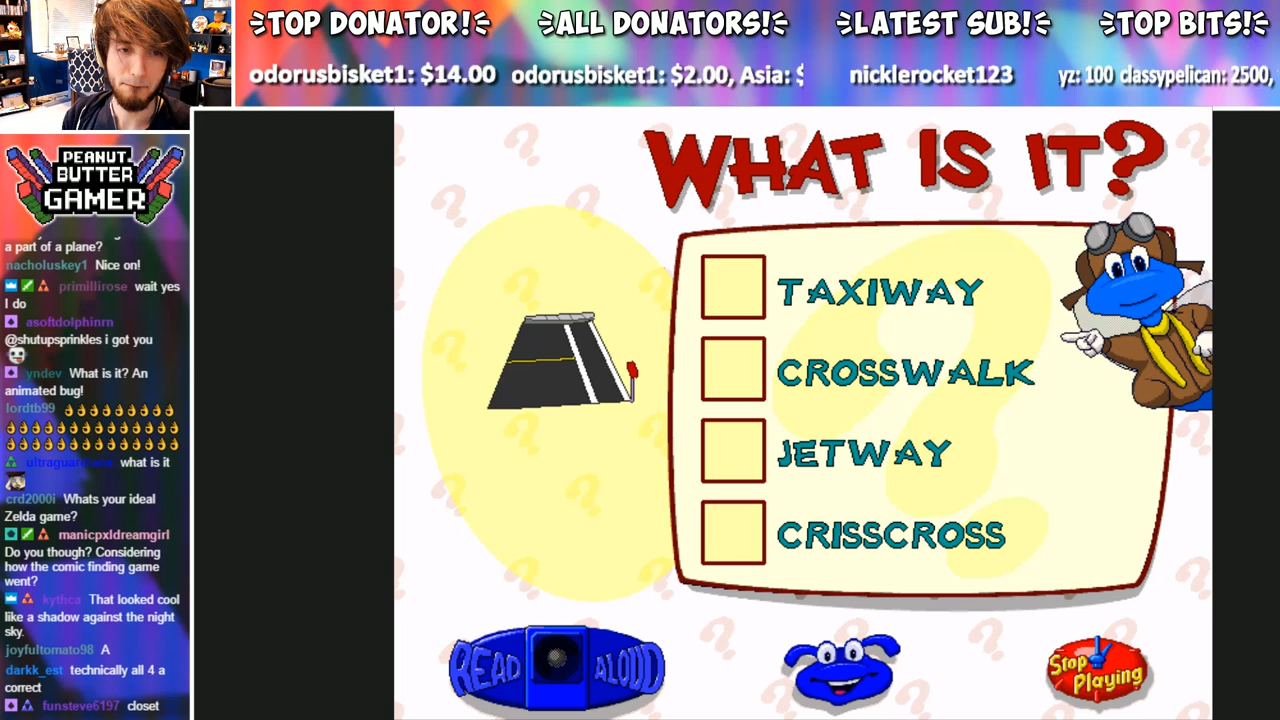 TOP DONATOR!
ALL DONATORS!
LATEST SUB!
TOP BITS!
odorusbisket1: $14.00
odorusbisket1: $2.00, Asia: $
nicklerocket123
yz: 100 classypelican: 2500,
PEANUT
BUTTER
GAMER
a part of a plane?
nacholuskey1 Nice on!
primillirose wait yes
I do
asoftdolphinrn
@shutupsprinkles i got you
yndev What is it? An
animated bug!
lordtb99
what is it
crd2000i Whats your ideal
Zelda game?
manicpxldreamgirl
Do you though? Considering
how the comic finding game
went?
kythca That looked cool
like a shadow against the night
sky.
joyfultomato98 A
darkk_est technically all 4 a
correct
funsteve6197 closet
WHAT IS IT?
TAXIWAY
CROSSWALK
JETWAY
CRISSCROSS
READ ALOUD
Stop
Playing